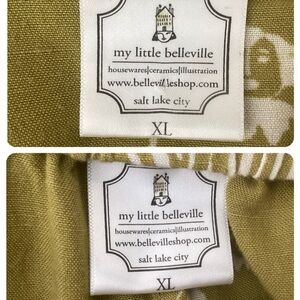 my little belleville
housewares|ceramics|illustration
www.bellevilleshop.com
salt lake city
XL
my little belleville
housewares|ceramics|illustration
www.bellevilleshop.com
salt lake city
XL